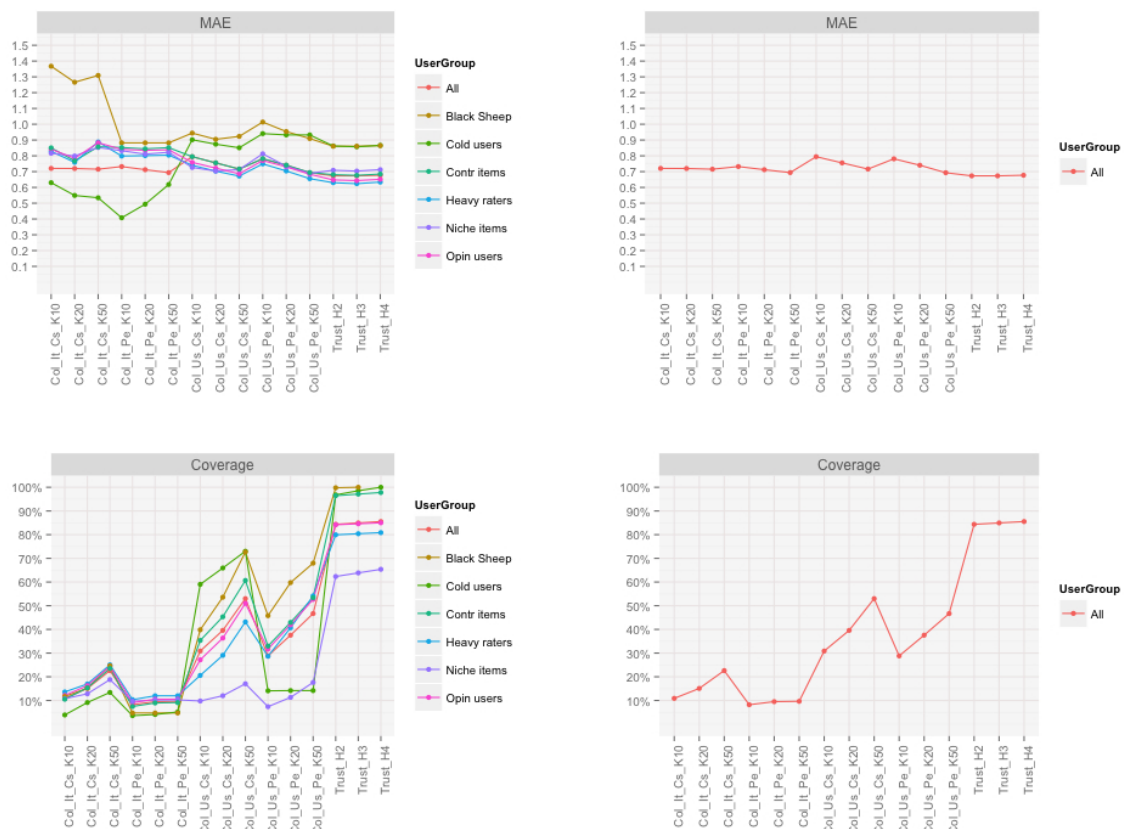 MAE
1.5
1.4
1.3
1.2
1.1
1.0
0.9
0.8
0.7
0.6
0.5
0.4
0.3
0.2
0.1
Col_It_Cs_K10
Col_It_Cs_K20
Col_It_Cs_K50
Col_It_Pe_K10
Col_It_Pe_K20
Col_It_Pe_K50
Col_Us_Cs_K10
Col_Us_Cs_K20
Col_Us_Cs_K50
Col_Us_Pe_K10
Col_Us_Pe_K20
Col_Us_Pe_K50
Trust_H2
Trust_H3
Trust_H4
UserGroup
All
Black Sheep
Cold users
Contr items
Heavy raters
Niche items
Opin users
MAE
1.5
1.4
1.3
1.2
1.1
1.0
0.9
0.8
0.7
0.6
0.5
0.4
0.3
0.2
0.1
Col_It_Cs_K10
Col_It_Cs_K20
Col_It_Cs_K50
Col_It_Pe_K10
Col_It_Pe_K20
Col_It_Pe_K50
Col_Us_Cs_K10
Col_Us_Cs_K20
Col_Us_Cs_K50
Col_Us_Pe_K10
Col_Us_Pe_K20
Col_Us_Pe_K50
Trust_H2
Trust_H3
Trust_H4
UserGroup
All
Coverage
100%
90%
80%
70%
60%
50%
40%
30%
20%
10%
Col_It_Cs_K10
Col_It_Cs_K20
Col_It_Cs_K50
Col_It_Pe_K10
Col_It_Pe_K20
Col_It_Pe_K50
Col_Us_Cs_K10
Col_Us_Cs_K20
Col_Us_Cs_K50
Col_Us_Pe_K10
Col_Us_Pe_K20
Col_Us_Pe_K50
Trust_H2
Trust_H3
Trust_H4
UserGroup
All
Black Sheep
Cold users
Contr items
Heavy raters
Niche items
Opin users
Coverage
100%
90%
80%
70%
60%
50%
40%
30%
20%
10%
Col_It_Cs_K10
Col_It_Cs_K20
Col_It_Cs_K50
Col_It_Pe_K10
Col_It_Pe_K20
Col_It_Pe_K50
Col_Us_Cs_K10
Col_Us_Cs_K20
Col_Us_Cs_K50
Col_Us_Pe_K10
Col_Us_Pe_K20
Col_Us_Pe_K50
Trust_H2
Trust_H3
Trust_H4
UserGroup
All